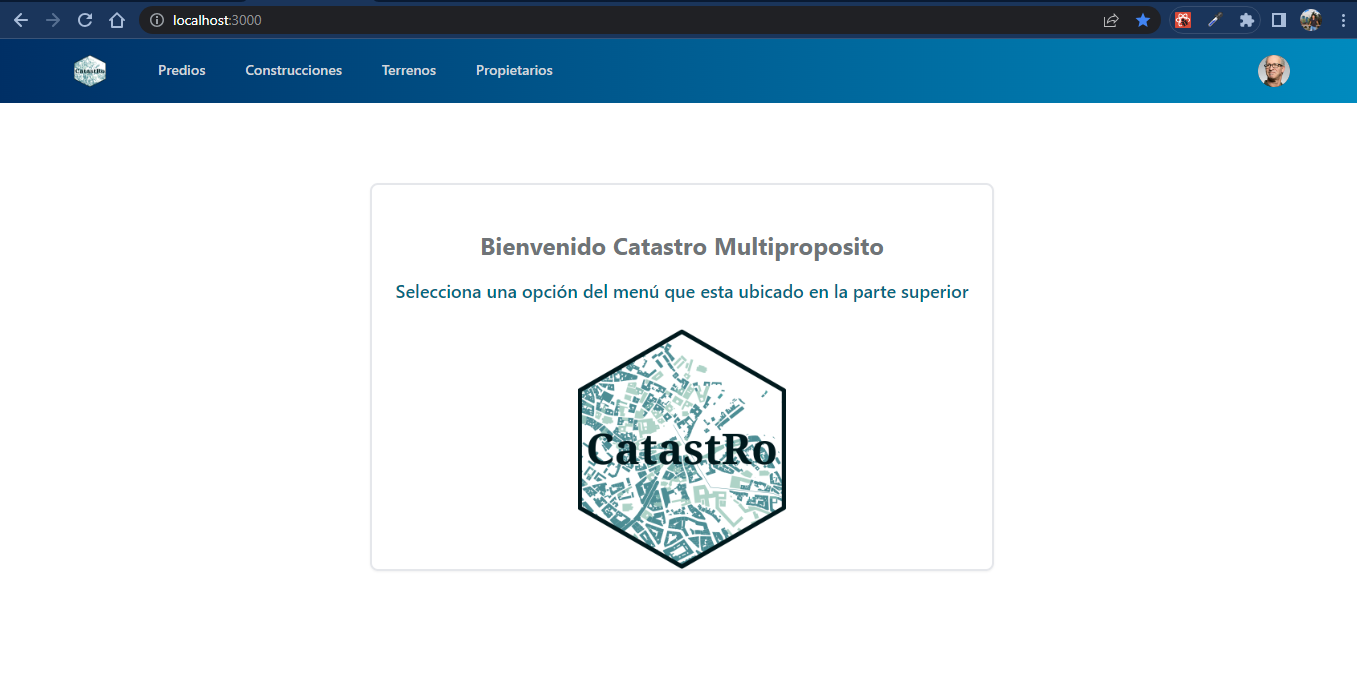 localhost:3000
CatastRo
Predios
Construcciones
Terrenos
Propietarios
Bienvenido Catastro Multiproposito
Selecciona una opción del menú que esta ubicado en la parte superior
CatastRo